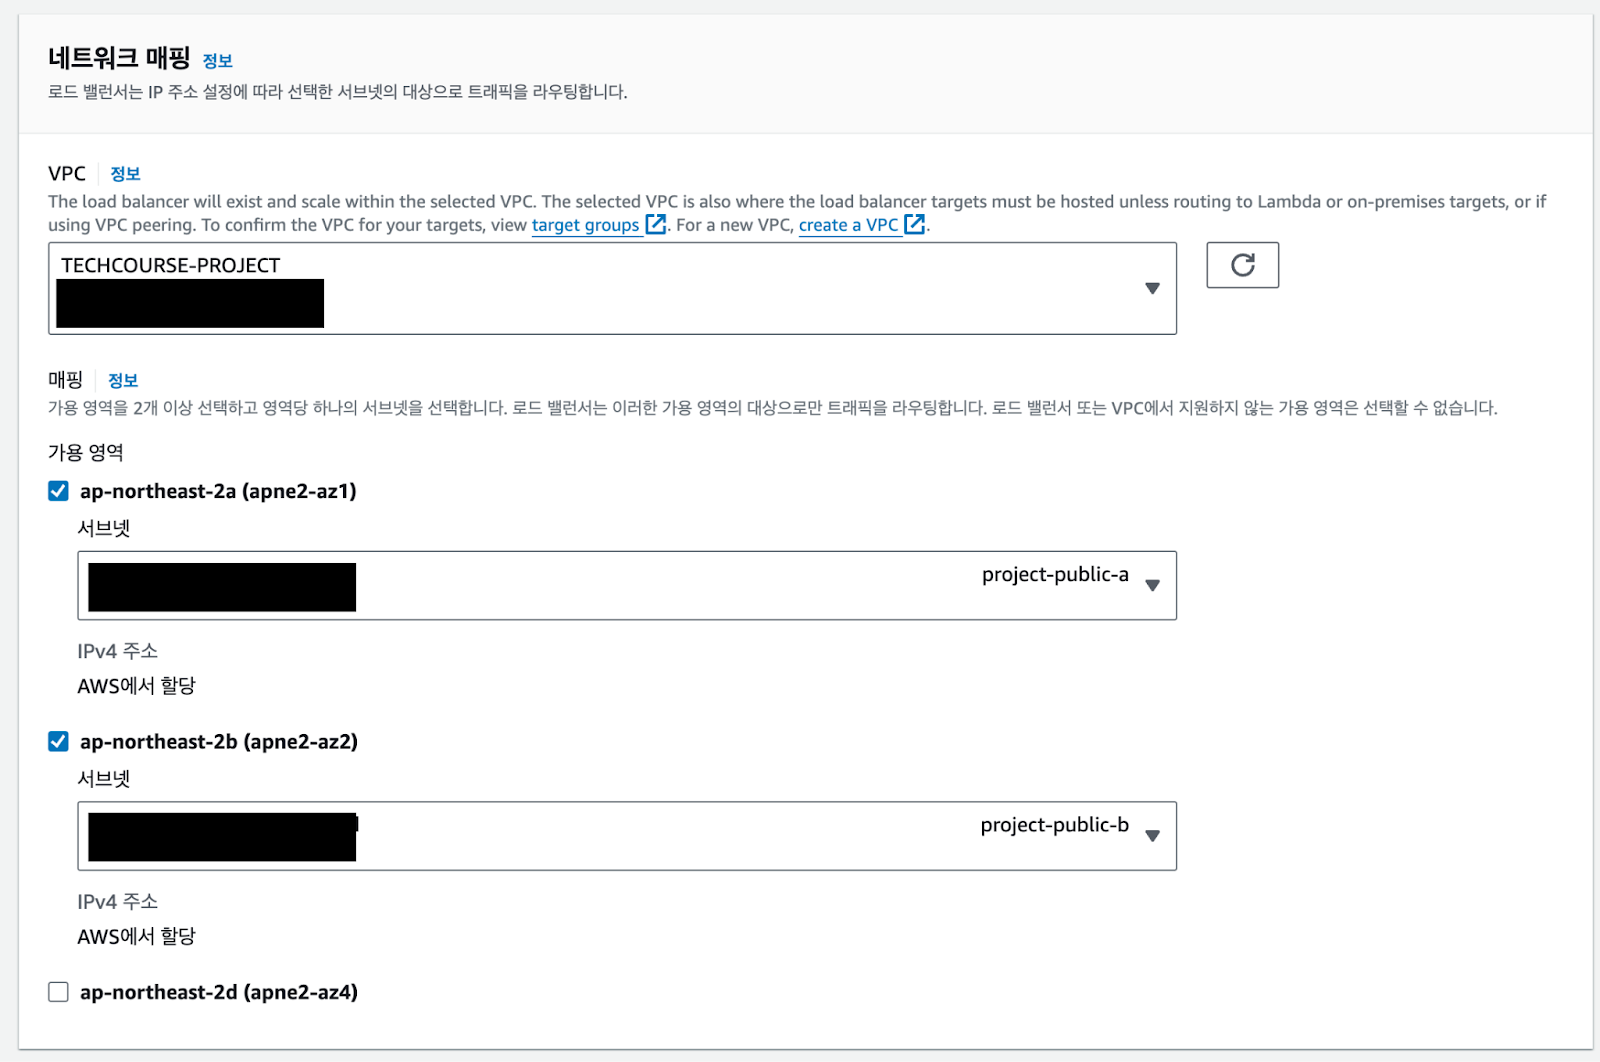 네트워크 매핑 정보
로드 밸런서는 IP 주소 설정에 따라 선택한 서브넷의 대상으로 트래픽을 라우팅합니다.
VPC 정보
The load balancer will exist and scale within the selected VPC. The selected VPC is also where the load balancer targets must be hosted unless routing to Lambda or on-premises targets, or if
using VPC peering. To confirm the VPC for your targets, view target groups. For a new VPC, create a VPC.
TECHCOURSE-PROJECT
매핑 정보
가용 영역을 2개 이상 선택하고 영역당 하나의 서브넷을 선택합니다. 로드 밸런서는 이러한 가용 영역의 대상으로만 트래픽을 라우팅합니다. 로드 밸런서 또는 VPC에서 지원하지 않는 가용 영역은 선택할 수 없습니다.
가용 영역
ap-northeast-2a (apne2-az1)
서브넷
project-public-a
IPv4 주소
AWS에서 할당
ap-northeast-2b (apne2-az2)
서브넷
project-public-b
IPv4 주소
AWS에서 할당
ap-northeast-2d (apne2-az4)